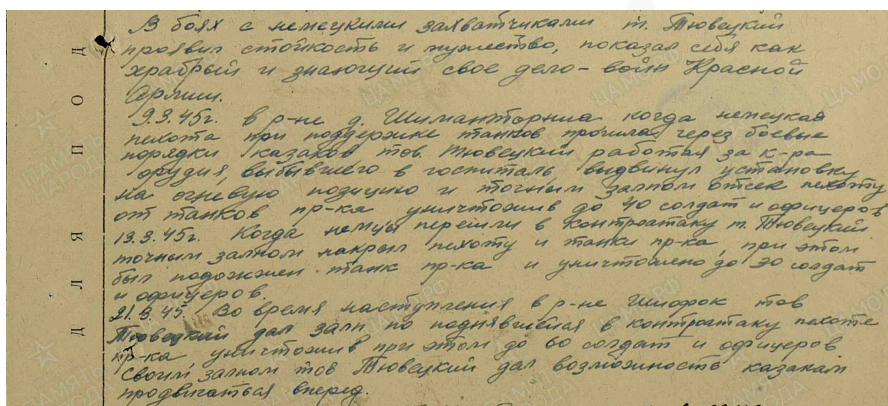 В боях с немецкими захватчиками т. Тювецкий
проявил стойкость и мужество, показал себя как
храбрый и знающий свое дело - воин Красной
Армии.
9.3.45г. в р-не д. Шиманторниа когда немецкая
пехота при поддержке танков прошла через боевые
порядки казаков тов. Тювецкий работая за к-ра
орудия, выбывшего в госпиталь, выдвинул установку
на огневую позицию и точным залпом отсек пехоту
от танков пр-ка уничтожив до 40 солдат и офицеров
13.3.45г. Когда немцы перешли в контратаку т. Тювецкий
точным залпом накрыл пехоту и танки пр-ка, при этом
был подожжен танк пр-ка и уничтожено до 30 солдат
и офицеров.
21.3.45. Во время наступления в р-не Шиофок тов
Тювецкий дал залп по поднявшейся в контратаку пехоте
пр-ка уничтожив при этом до 60 солдат и офицеров
своим залпом тов Тювецкий дал возможность казакам
продвигаться вперед.
ДЛЯ ПОД